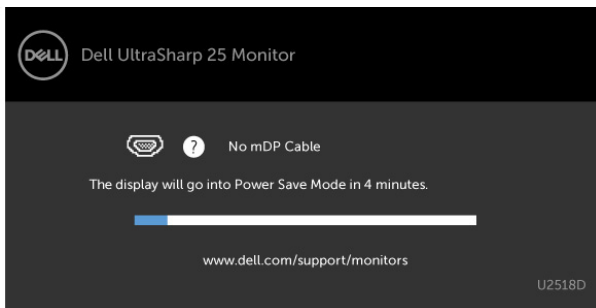 DELL Dell UltraSharp 25 Monitor
? No mDP Cable
The display will go into Power Save Mode in 4 minutes.
www.dell.com/support/monitors
U2518D